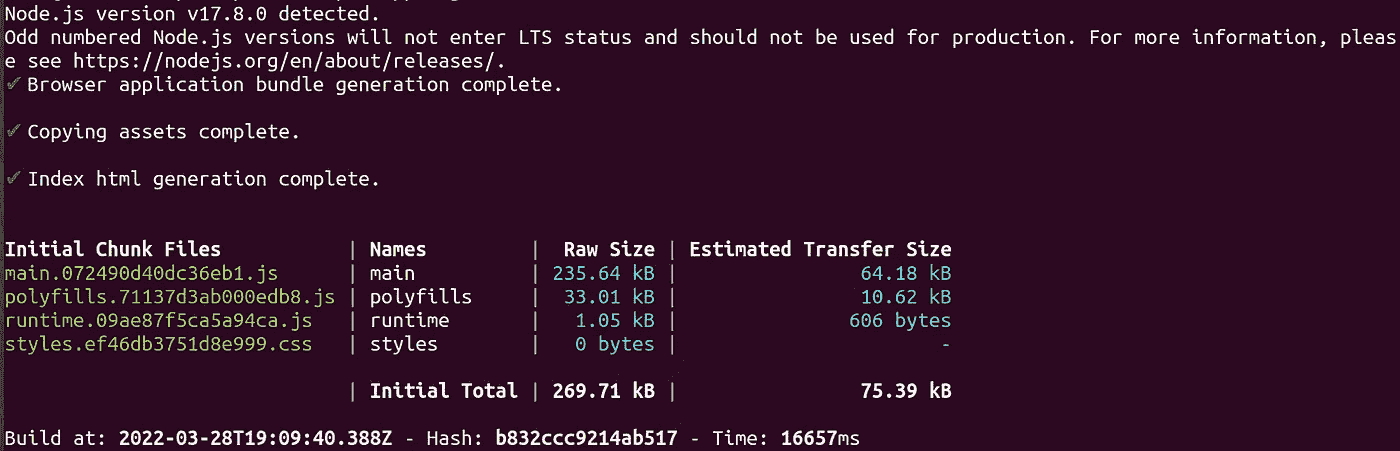 Node.js version v17.8.0 detected.
Odd numbered Node.js versions will not enter LTS status and should not be used for production. For more information, pleas
e see https://nodejs.org/en/about/releases/.
✔ Browser application bundle generation complete.
✔ Copying assets complete.
✔ Index html generation complete.
Initial Chunk Files | Names | Raw Size | Estimated Transfer Size
main.072490d40dc36eb1.js | main | 235.64 kB | 64.18 kB
polyfills.71137d3ab000edb8.js | polyfills | 33.01 kB | 10.62 kB
runtime.09ae87f5ca5a94ca.js | runtime | 1.05 kB | 606 bytes
styles.ef46db3751d8e999.css | styles | 0 bytes | -
| Initial Total | 269.71 kB | 75.39 kB
Build at: 2022-03-28T19:09:40.388Z - Hash: b832ccc9214ab517 - Time: 16657ms